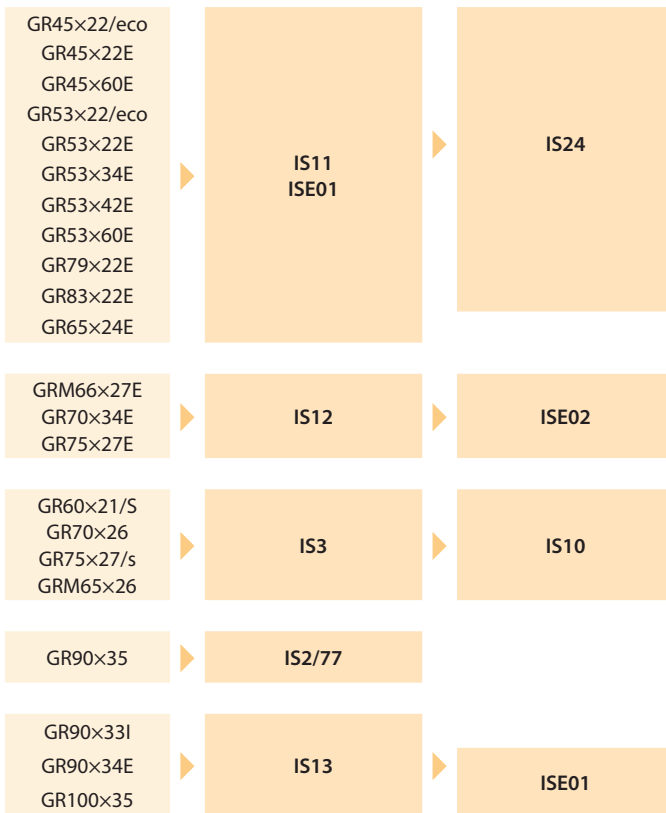 GR45×22/eco
GR45×22E
GR45×60E
GR53×22/eco
GR53×22E
GR53×34E
GR53×42E
GR53×60E
GR79×22E
GR83×22E
GR65×24E
IS11
ISE01
IS24
GRM66×27E
GR70×34E
GR75×27E
IS12
ISE02
GR60×21/S
GR70×26
GR75×27/s
GRM65×26
IS3
IS10
GR90×35
IS2/77
GR90×33I
GR90×34E
GR100×35
IS13
ISE01